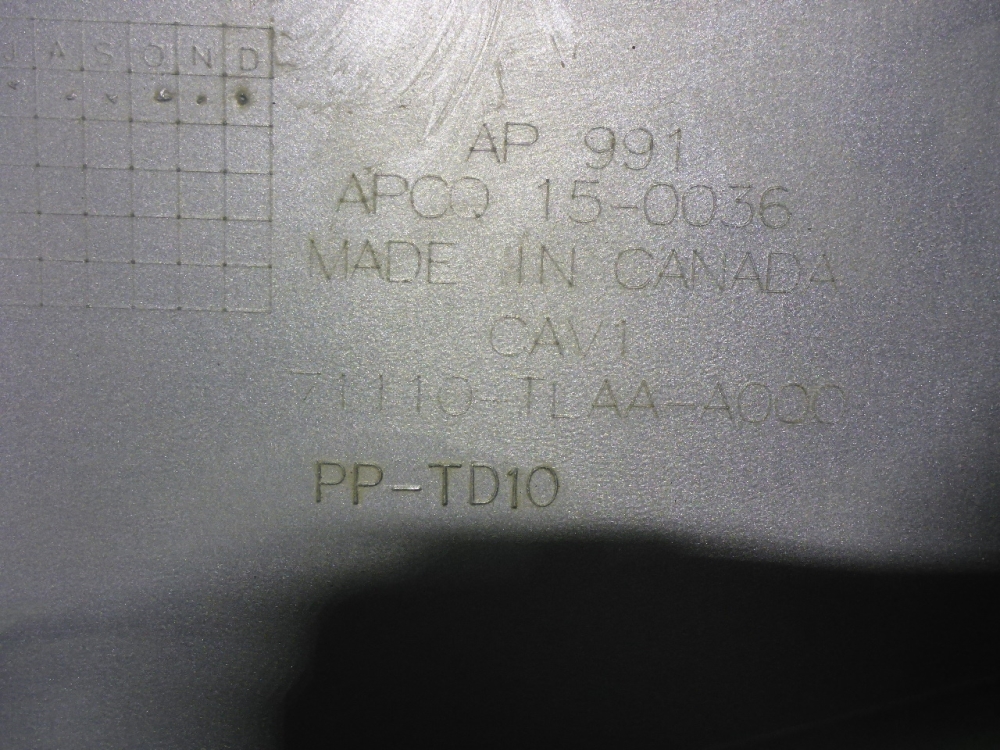 J A S O N D
AP 991
APCO 15-0036
MADE IN CANADA
CAV1
71110-TLAA-A000
PP-TD10